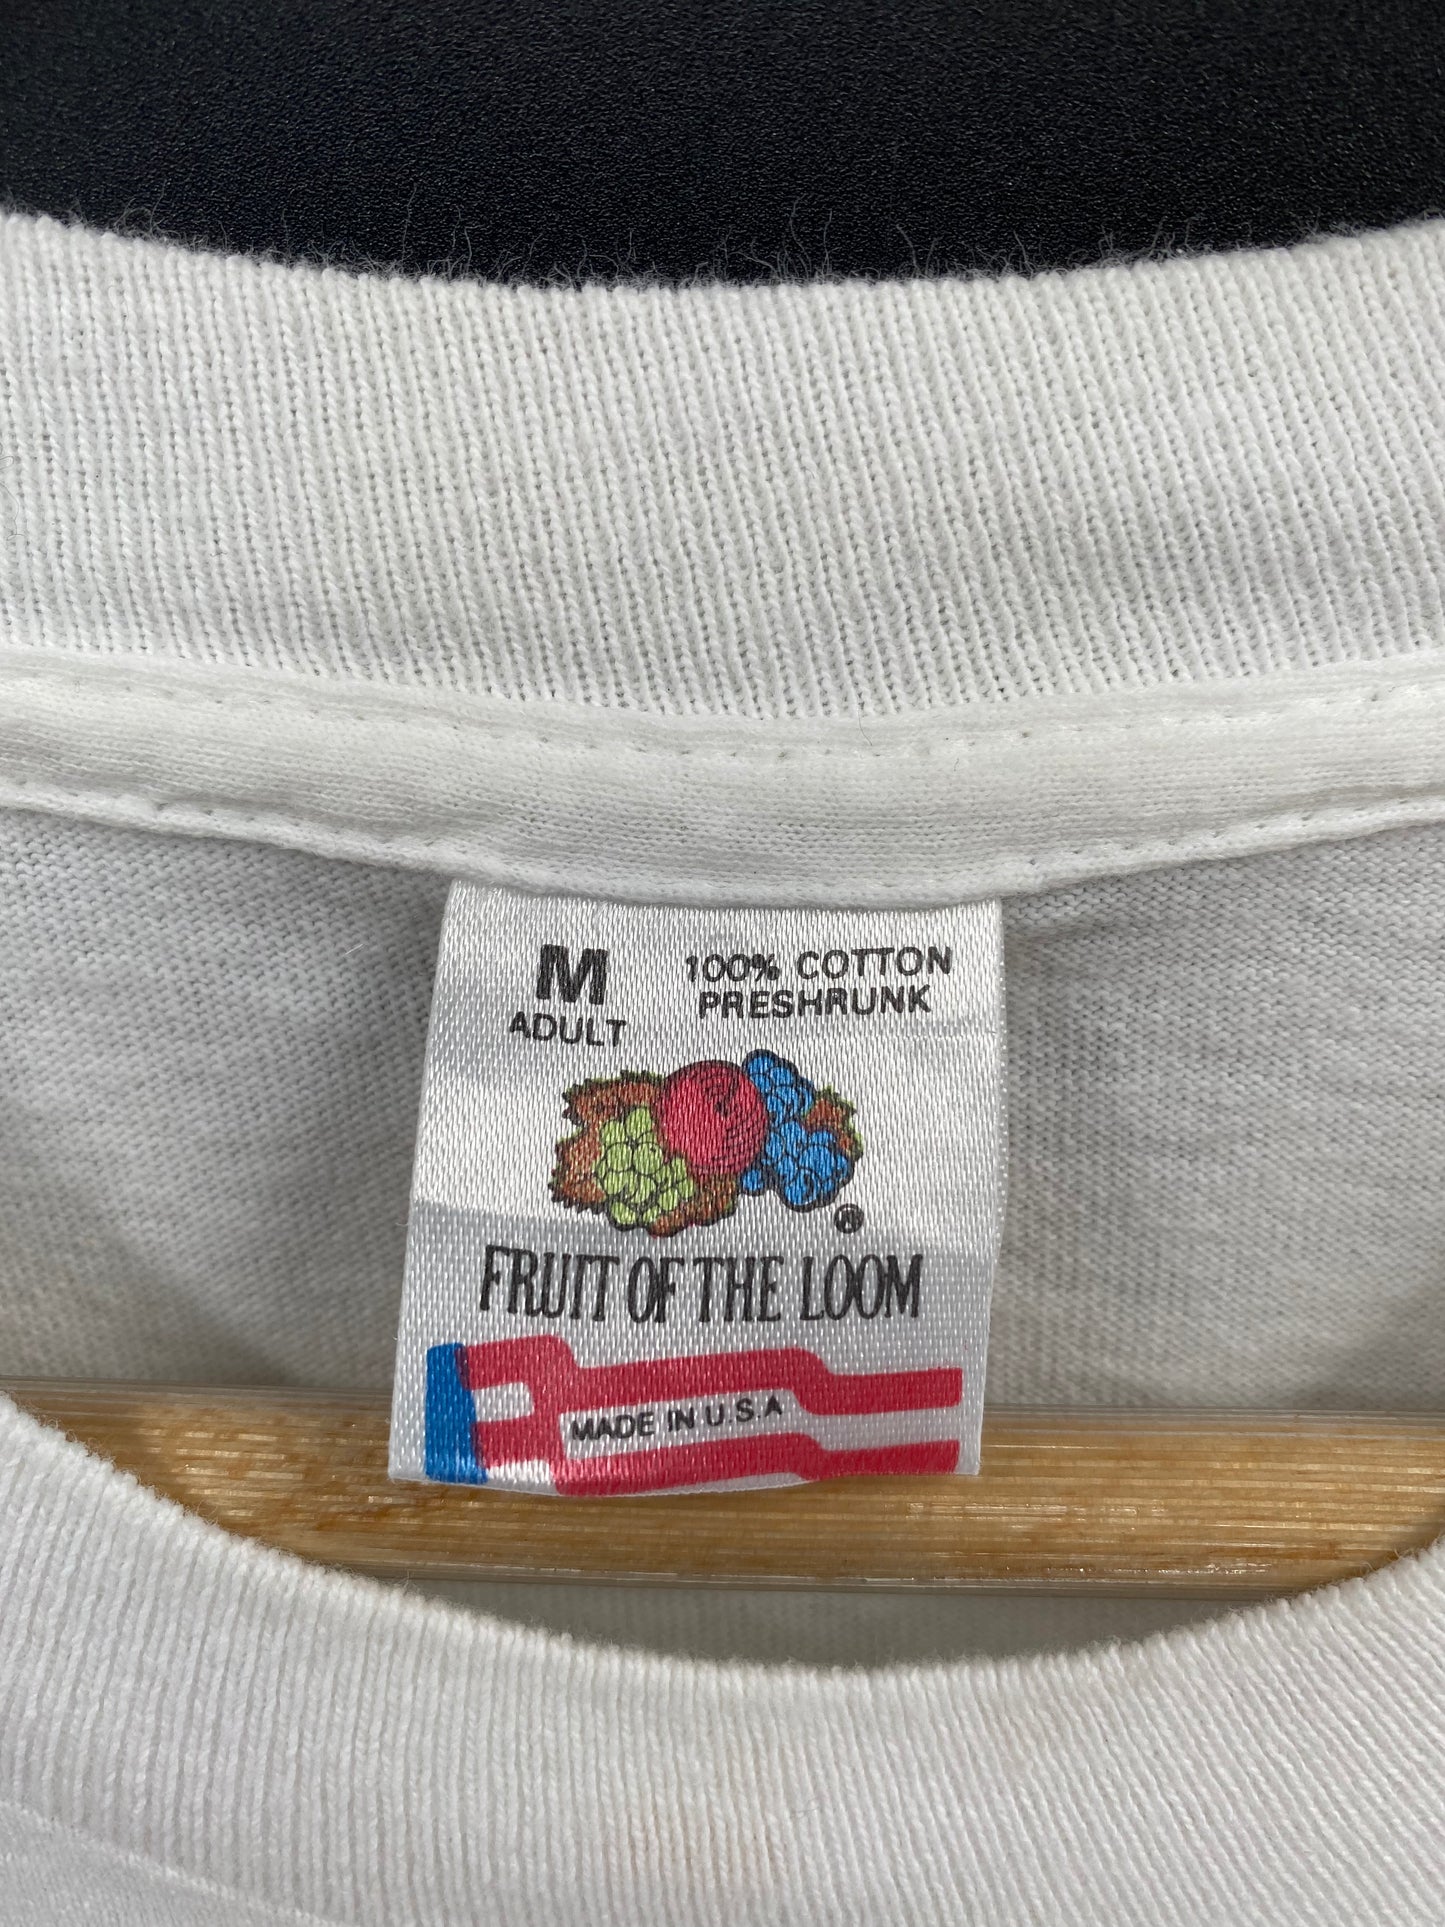 M
ADULT
100% COTTON
PRESHRUNK
®
FRUIT OF THE LOOM
MADE IN U.S.A